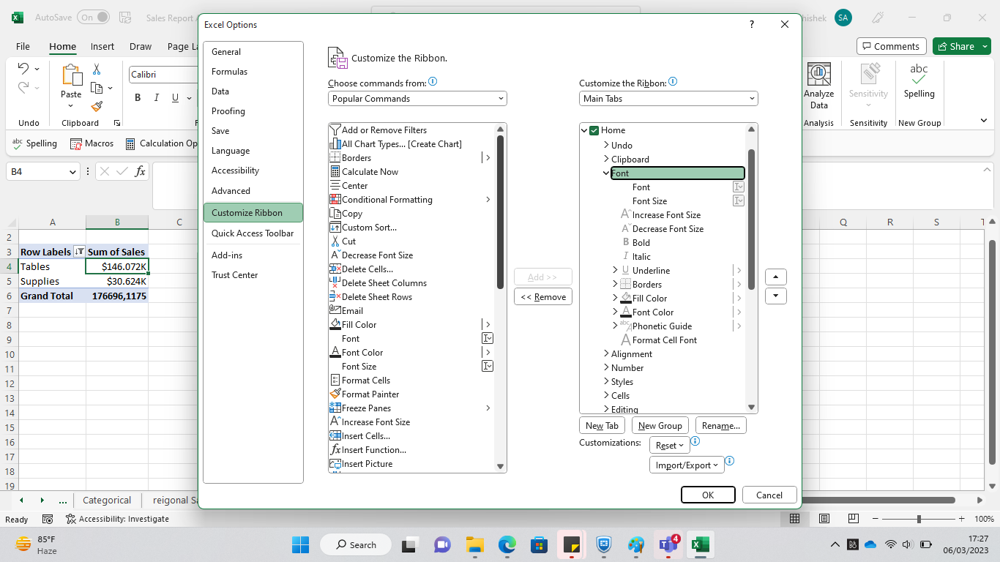 AutoSave On Sales Report
Excel Options ?
hishek SA
File Home Insert Draw Page La
Comments Share
Undo
Paste
Clipboard
Calibri
B I U
Analyze Data
Analysis
Sensitivity
Sensitivity
abc
Spelling
New Group
Spelling Macros Calculation Op
B4 fx
General
Formulas
Data
Proofing
Save
Language
Accessibility
Advanced
Customize Ribbon
Quick Access Toolbar
Add-ins
Trust Center
Customize the Ribbon.
Choose commands from:
Popular Commands
Add or Remove Filters
All Chart Types... [Create Chart]
Borders
Calculate Now
Center
Conditional Formatting
Copy
Custom Sort...
Cut
Decrease Font Size
Delete Cells...
Delete Sheet Columns
Delete Sheet Rows
Email
Fill Color
Font
Font Color
Font Size
Format Cells
Format Painter
Freeze Panes
Increase Font Size
Insert Cells...
Insert Function...
Insert Picture
Add >>
<< Remove
Customize the Ribbon:
Main Tabs
Home
Undo
Clipboard
Font
Font
Font Size
Increase Font Size
Decrease Font Size
Bold
Italic
Underline
Borders
Fill Color
Font Color
Phonetic Guide
Format Cell Font
Alignment
Number
Styles
Cells
Editing
New Tab New Group Rename...
Customizations: Reset
Import/Export
OK Cancel
A B C Q R S T
2
3 Row Labels Sum of Sales
4 Tables $146.072K
5 Supplies $30.624K
6 Grand Total 176696,1175
7
8
9
10
11
12
13
14
15
16
17
18
19
... Categorical reigonal Sa
Ready Accessibility: Investigate 100%
85°F
Haze
Search
4
17:27
06/03/2023